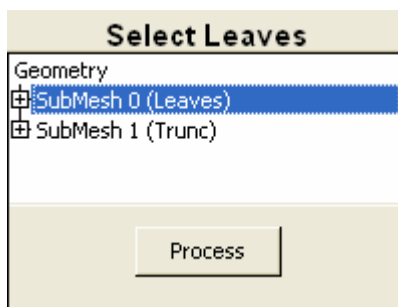 Select Leaves
Geometry
SubMesh 0 (Leaves)
SubMesh 1 (Trunc)
Process